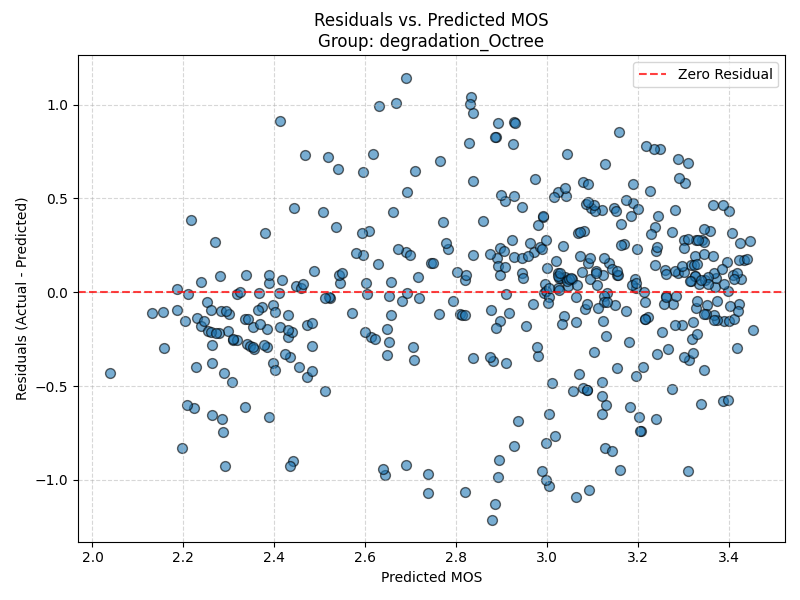 Residuals vs. Predicted MOS
Group: degradation_Octree
Zero Residual
Residuals (Actual - Predicted)
1.0
0.5
0.0
−0.5
−1.0
2.0 2.2 2.4 2.6 2.8 3.0 3.2 3.4
Predicted MOS